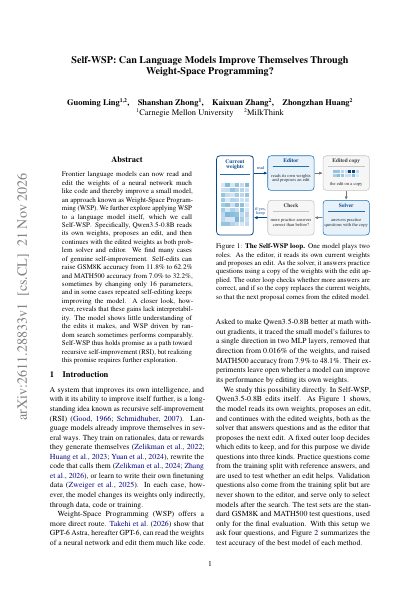 Self-WSP: Can Language Models Improve Themselves Through
Weight-Space Programming?
Guoming Ling1,2, Shanshan Zhong1, Kaixuan Zhang2, Zhongzhan Huang2
1Carnegie Mellon University 2MilkThink
arXiv:2611.28833v1 [cs.CL] 21 Nov 2026
Abstract
Frontier language models can now read and
edit the weights of a neural network much
like code and thereby improve a small model,
an approach known as Weight-Space Program-
ming (WSP). We further explore applying WSP
to a language model itself, which we call
Self-WSP. Specifically, Qwen3.5-0.8B reads
its own weights, proposes an edit, and then
continues with the edited weights as both prob-
lem solver and editor. We find many cases
of genuine self-improvement. Self-edits can
raise GSM8K accuracy from 11.8% to 62.2%
and MATH500 accuracy from 7.0% to 32.2%,
sometimes by changing only 16 parameters,
and in some cases repeated self-editing keeps
improving the model. A closer look, how-
ever, reveals that these gains lack interpretabil-
ity. The model shows little understanding of
the edits it makes, and WSP driven by ran-
dom search sometimes performs comparably.
Self-WSP thus holds promise as a path toward
recursive self-improvement (RSI), but realizing
this promise requires further exploration.
1 Introduction
A system that improves its own intelligence, and
with it its ability to improve itself further, is a long-
standing idea known as recursive self-improvement
(RSI) (Good, 1966; Schmidhuber, 2007). Lan-
guage models already improve themselves in sev-
eral ways. They train on rationales, data or rewards
they generate themselves (Zelikman et al., 2022;
Huang et al., 2023; Yuan et al., 2024), rewrite the
code that calls them (Zelikman et al., 2024; Zhang
et al., 2026), or learn to write their own finetuning
data (Zweiger et al., 2025). In each case, how-
ever, the model changes its weights only indirectly,
through data, code or training.
Weight-Space Programming (WSP) offers a
more direct route. Takehi et al. (2026) show that
GPT-6 Astra, hereafter GPT-6, can read the weights
of a neural network and edit them much like code.
Current
weights
read
Editor
reads its own weights
and proposes an edit
Edited copy
the edit on a copy
if yes,
keep
Check
more practice answers
correct than before?
Solver
answers practice
questions with the copy
Figure 1: The Self-WSP loop. One model plays two
roles. As the editor, it reads its own current weights
and proposes an edit. As the solver, it answers practice
questions using a copy of the weights with the edit ap-
plied. The outer loop checks whether more answers are
correct, and if so the copy replaces the current weights,
so that the next proposal comes from the edited model.
Asked to make Qwen3.5-0.8B better at math with-
out gradients, it traced the small model's failures to
a single direction in two MLP layers, removed that
direction from 0.016% of the weights, and raised
MATH500 accuracy from 7.9% to 48.1%. Their ex-
periments leave open whether a model can improve
its performance by editing its own weights.
We study this possibility directly. In Self-WSP,
Qwen3.5-0.8B edits itself. As Figure 1 shows,
the model reads its own weights, proposes an edit,
and continues with the edited weights, both as the
solver that answers questions and as the editor that
proposes the next edit. A fixed outer loop decides
which edits to keep, and for this purpose we divide
questions into three kinds. Practice questions come
from the training split with reference answers, and
are used to test whether an edit helps. Validation
questions also come from the training split but are
never shown to the editor, and serve only to select
models after the search. The test sets are the stan-
dard GSM8K and MATH500 test questions, used
only for the final evaluation. With this setup we
ask four questions, and Figure 2 summarizes the
test accuracy of the best model of each method.
1